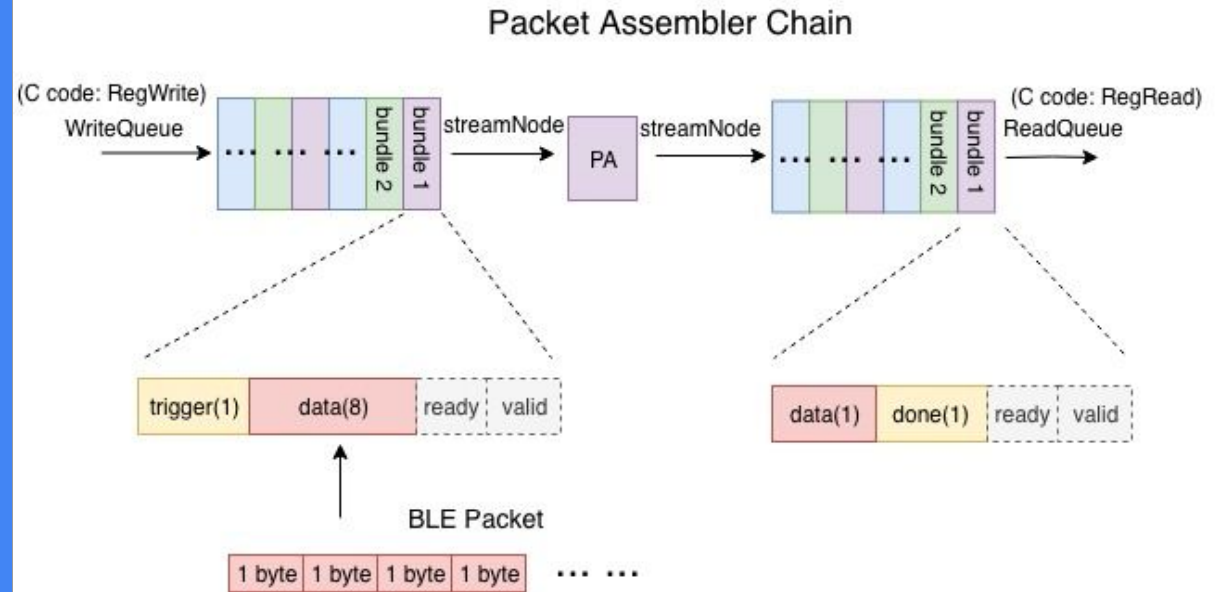 Packet Assembler Chain
(C code: RegWrite)
WriteQueue
... ... ...
bundle 2
bundle 1
streamNode
PA
streamNode
... ... ...
bundle 2
bundle 1
(C code: RegRead)
ReadQueue
trigger(1) data(8) ready valid
data(1) done(1) ready valid
BLE Packet
1 byte 1 byte 1 byte 1 byte ... ...